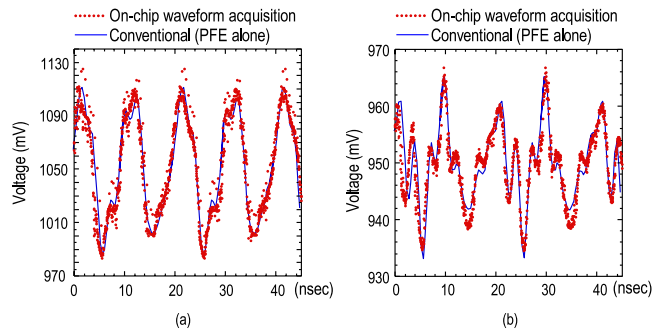 On-chip waveform acquisition
Conventional (PFE alone)
Voltage (mV)
1130
1090
1050
1010
970
0 10 20 30 40 (nsec)
(a)
On-chip waveform acquisition
Conventional (PFE alone)
Voltage (mV)
970
960
950
940
930
0 10 20 30 40 (nsec)
(b)